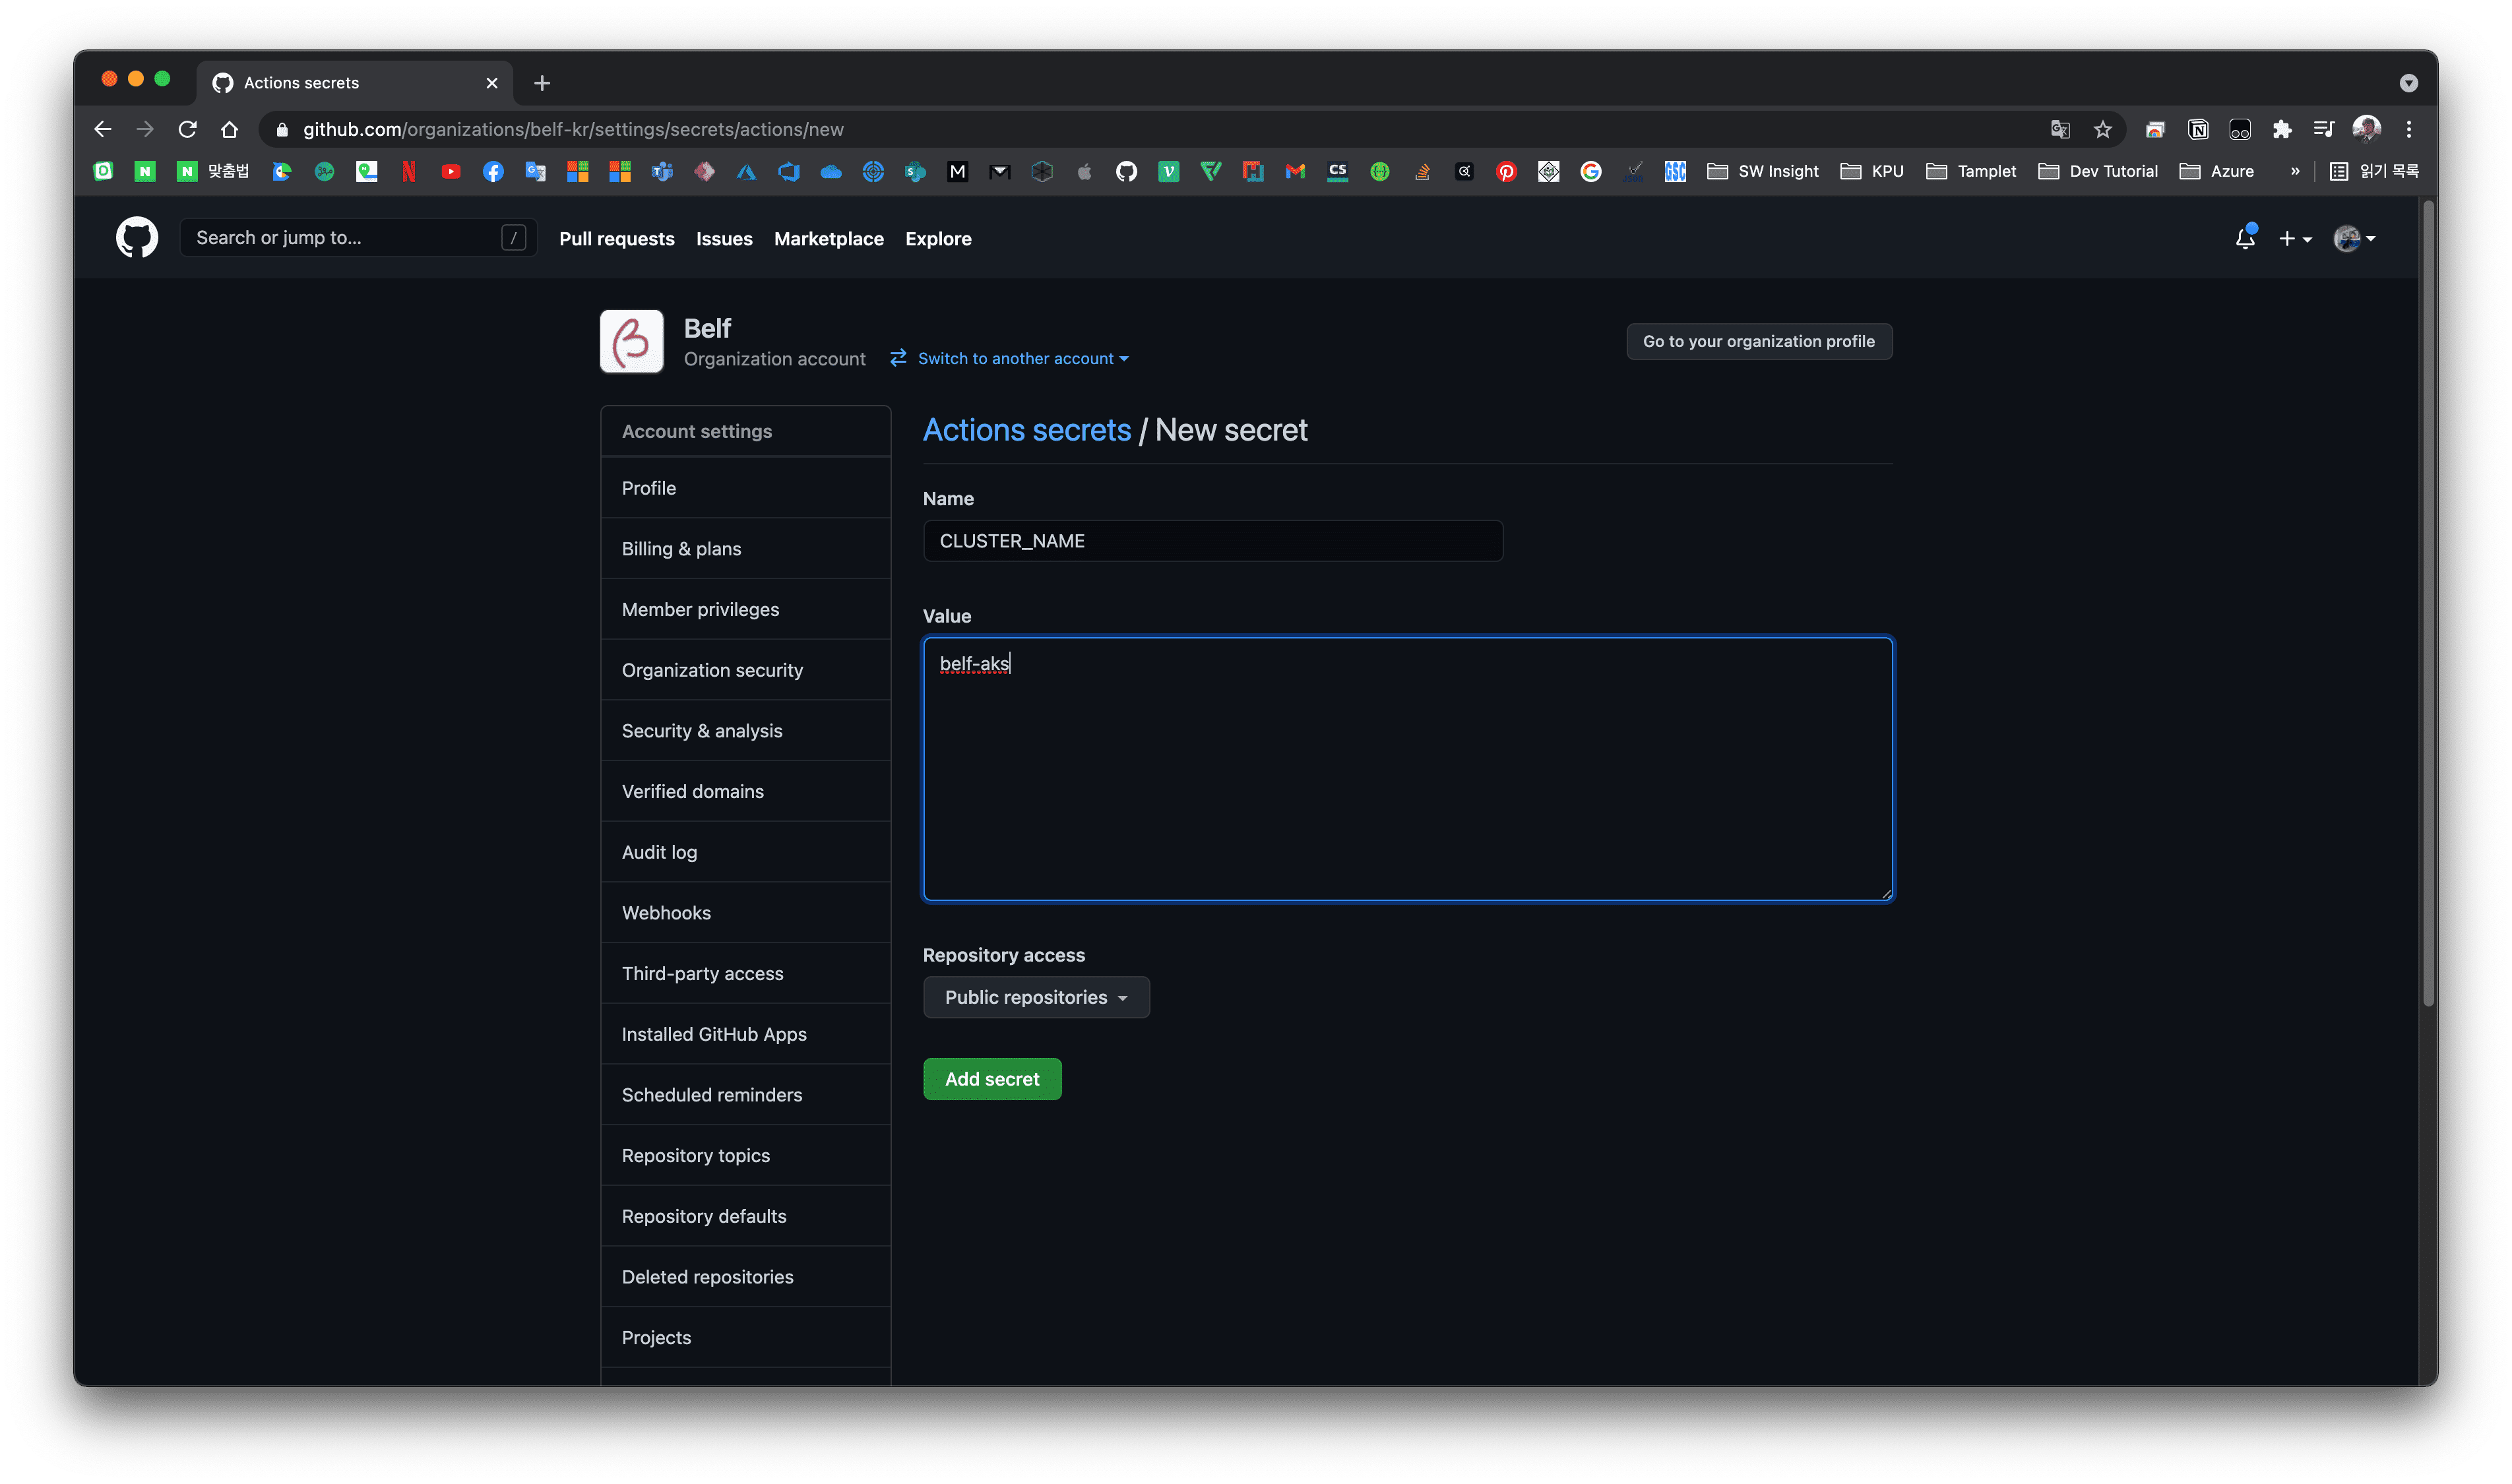 Actions secrets
github.com/organizations/belf-kr/settings/secrets/actions/new
맞춤법
SW Insight
KPU
Tamplet
Dev Tutorial
Azure
»
읽기 목록
Search or jump to...
/
Pull requests
Issues
Marketplace
Explore
Belf
Organization account
Switch to another account
Go to your organization profile
Account settings
Profile
Billing & plans
Member privileges
Organization security
Security & analysis
Verified domains
Audit log
Webhooks
Third-party access
Installed GitHub Apps
Scheduled reminders
Repository topics
Repository defaults
Deleted repositories
Projects
Actions secrets / New secret
Name
CLUSTER_NAME
Value
belf-aks
Repository access
Public repositories
Add secret